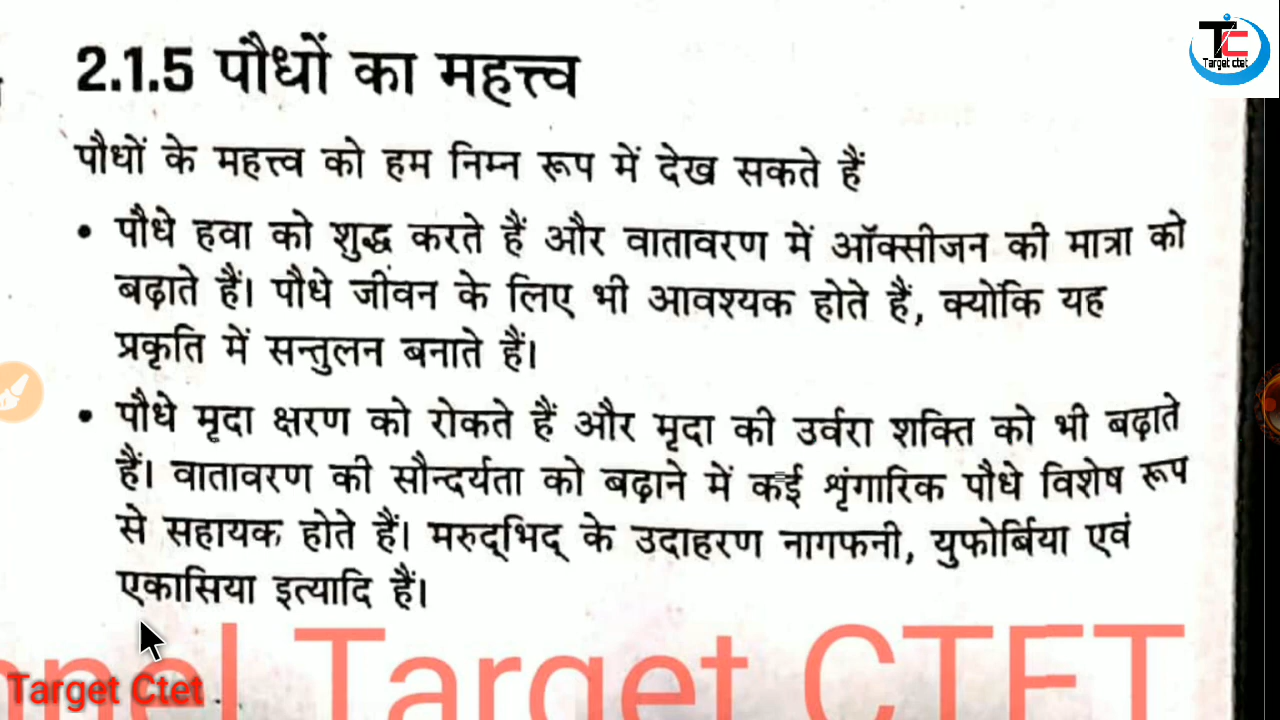 TC
Target ctet
2.1.5 पौधों का महत्त्व
पौधों के महत्त्व को हम निम्न रूप में देख सकते हैं
• पौधे हवा को शुद्ध करते हैं और वातावरण में ऑक्सीजन की मात्रा को
बढ़ाते हैं। पौधे जीवन के लिए भी आवश्यक होते हैं, क्योंकि यह
प्रकृति में सन्तुलन बनाते हैं।
• पौधे मृदा क्षरण को रोकते हैं और मृदा की उर्वरा शक्ति को भी बढ़ाते
हैं। वातावरण की सौन्दर्यता को बढ़ाने में कई शृंगारिक पौधे विशेष रूप
से सहायक होते हैं। मरुद्भिद् के उदाहरण नागफनी, युफोर्बिया एवं
एकासिया इत्यादि हैं।
nnel Target CTET
Target Ctet